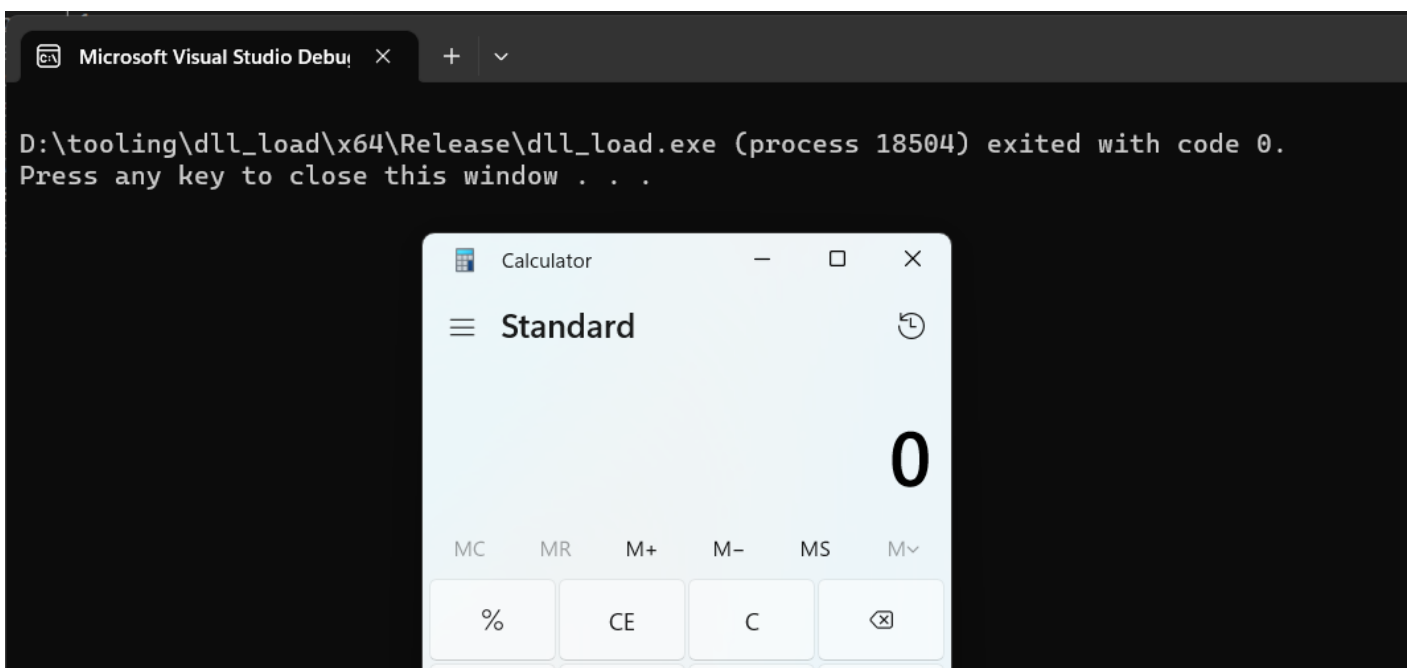 Microsoft Visual Studio Debu
D:\tooling\dll_load\x64\Release\dll_load.exe (process 18504) exited with code 0.
Press any key to close this window . . .
Calculator
Standard
0
MC MR M+ M− MS M
% CE C